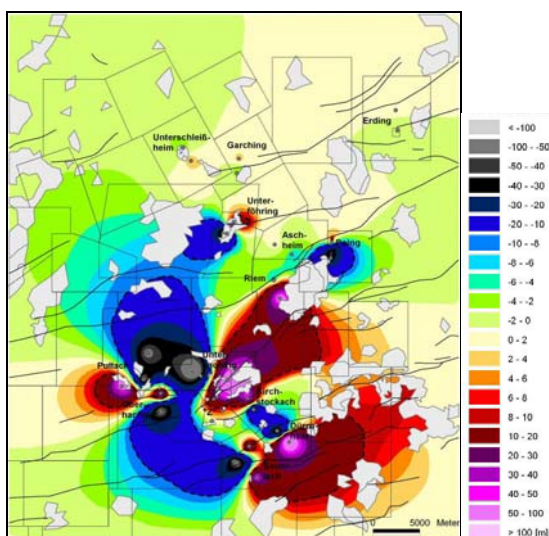 Erding
Unterschleiß-
heim
Garching
Unter-
föhring
Asch-
heim
Riem
Pullach
Kirch-
stockach
0 5000 Meter
< -100
-100 - -50
-50 - -40
-40 - -30
-30 - -20
-20 - -10
-10 - -8
-8 - -6
-6 - -4
-4 - -2
-2 - 0
0 - 2
2 - 4
4 - 6
6 - 8
8 - 10
10 - 20
20 - 30
30 - 40
40 - 50
50 - 100
> 100 [m]